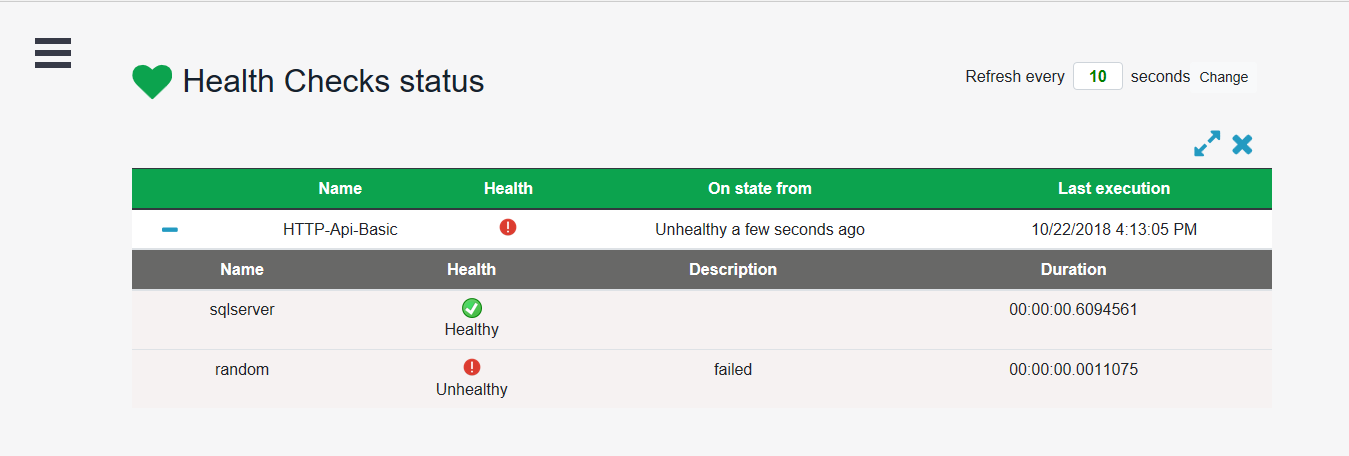 Health Checks status
Refresh every 10 seconds Change
Name Health On state from Last execution
HTTP-Api-Basic Unhealthy a few seconds ago 10/22/2018 4:13:05 PM
Name Health Description Duration
sqlserver 00:00:00.6094561
Healthy
random failed 00:00:00.0011075
Unhealthy